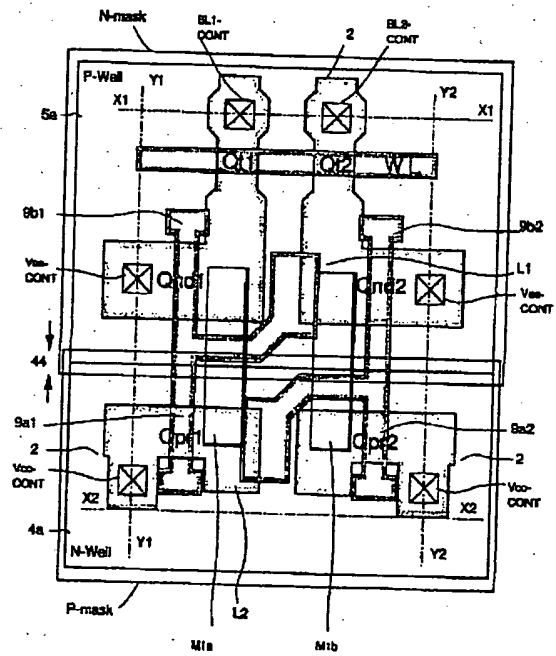 N-mask
BL1-
CONT
2
BL2-
CONT
P-Well
Y1
Y2
X1
X1
5a
Qt1
Qt2
WL
9b1
9b2
L1
Vss-
CONT
Qnd1
Qnd2
Vss-
CONT
44
9a1
Qpr1
Qpr2
9a2
2
2
Vcc-
CONT
Vcc-
CONT
X2
X2
4a
Y1
Y2
N-Well
P-mask
L2
M1a
M1b